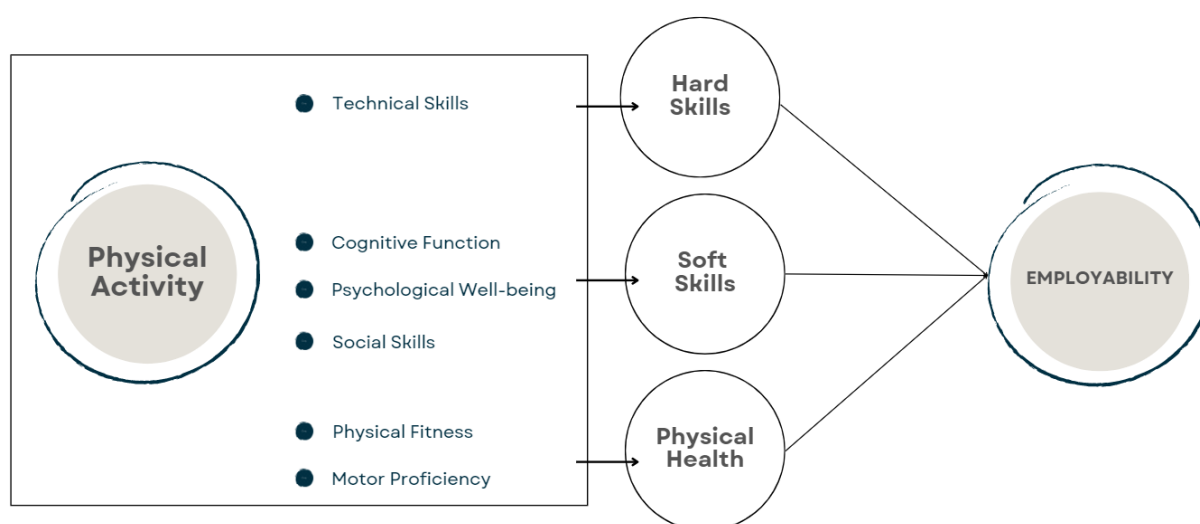 Physical
Activity
Technical Skills
Cognitive Function
Psychological Well-being
Social Skills
Physical Fitness
Motor Proficiency
Hard
Skills
Soft
Skills
Physical
Health
EMPLOYABILITY